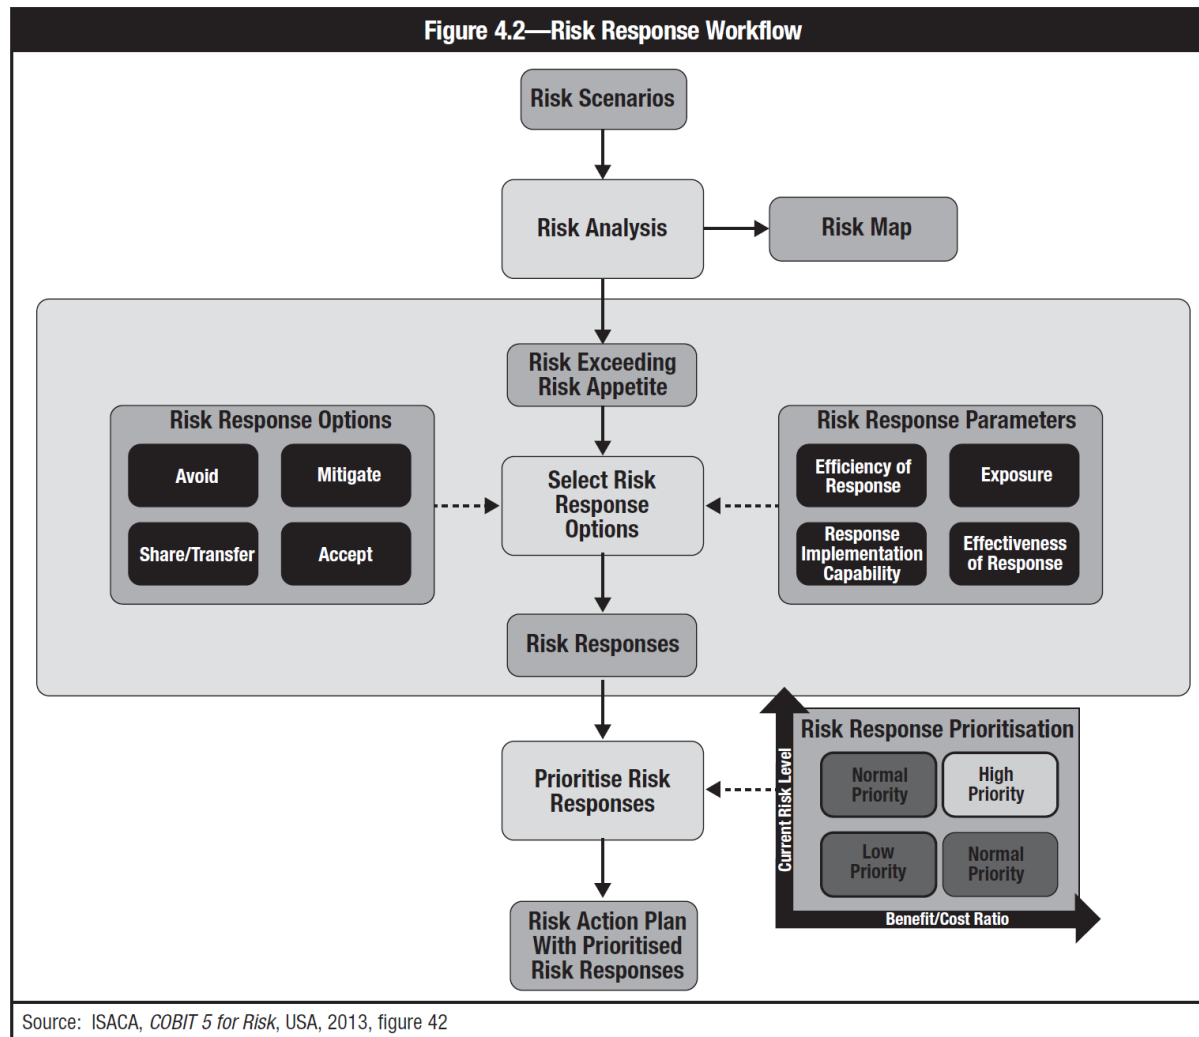 Figure 4.2—Risk Response Workflow
Risk Scenarios
Risk Analysis
Risk Map
Risk Exceeding
Risk Appetite
Risk Response Options
Avoid
Mitigate
Share/Transfer
Accept
Select Risk
Response
Options
Risk Response Parameters
Efficiency of
Response
Exposure
Response
Implementation
Capability
Effectiveness
of Response
Risk Responses
Prioritise Risk
Responses
Risk Response Prioritisation
Current Risk Level
Normal
Priority
High
Priority
Low
Priority
Normal
Priority
Benefit/Cost Ratio
Risk Action Plan
With Prioritised
Risk Responses
Source: ISACA, COBIT 5 for Risk, USA, 2013, figure 42